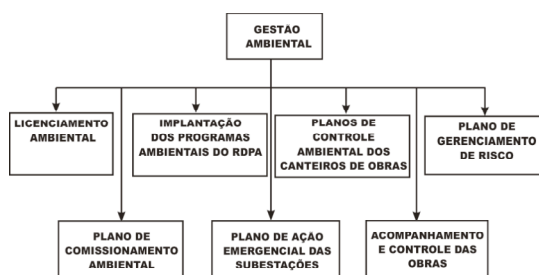 GESTÃO
AMBIENTAL
LICENCIAMENTO
AMBIENTAL
IMPLANTAÇÃO
DOS PROGRAMAS
AMBIENTAIS DO RDPA
PLANOS DE
CONTROLE
AMBIENTAL DOS
CANTEIROS DE OBRAS
PLANO DE
GERENCIAMENTO
DE RISCO
PLANO DE
COMISSIONAMENTO
AMBIENTAL
PLANO DE AÇÃO
EMERGENCIAL DAS
SUBESTAÇÕES
ACOMPANHAMENTO
E CONTROLE DAS
OBRAS